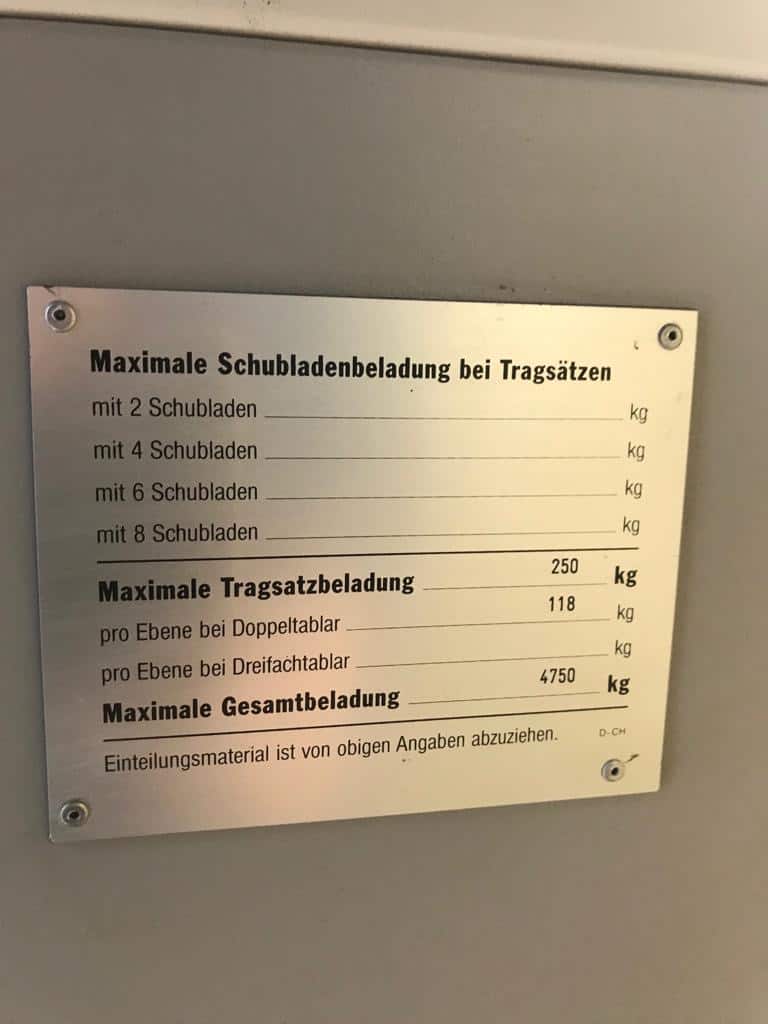 Maximale Schubladenbeladung bei Tragsätzen
mit 2 Schubladen kg
mit 4 Schubladen kg
mit 6 Schubladen kg
mit 8 Schubladen kg
Maximale Tragsatzbeladung 250 kg
pro Ebene bei Doppeltablar 118 kg
pro Ebene bei Dreifachtablar kg
Maximale Gesamtbeladung 4750 kg
Einteilungsmaterial ist von obigen Angaben abzuziehen. D-CH